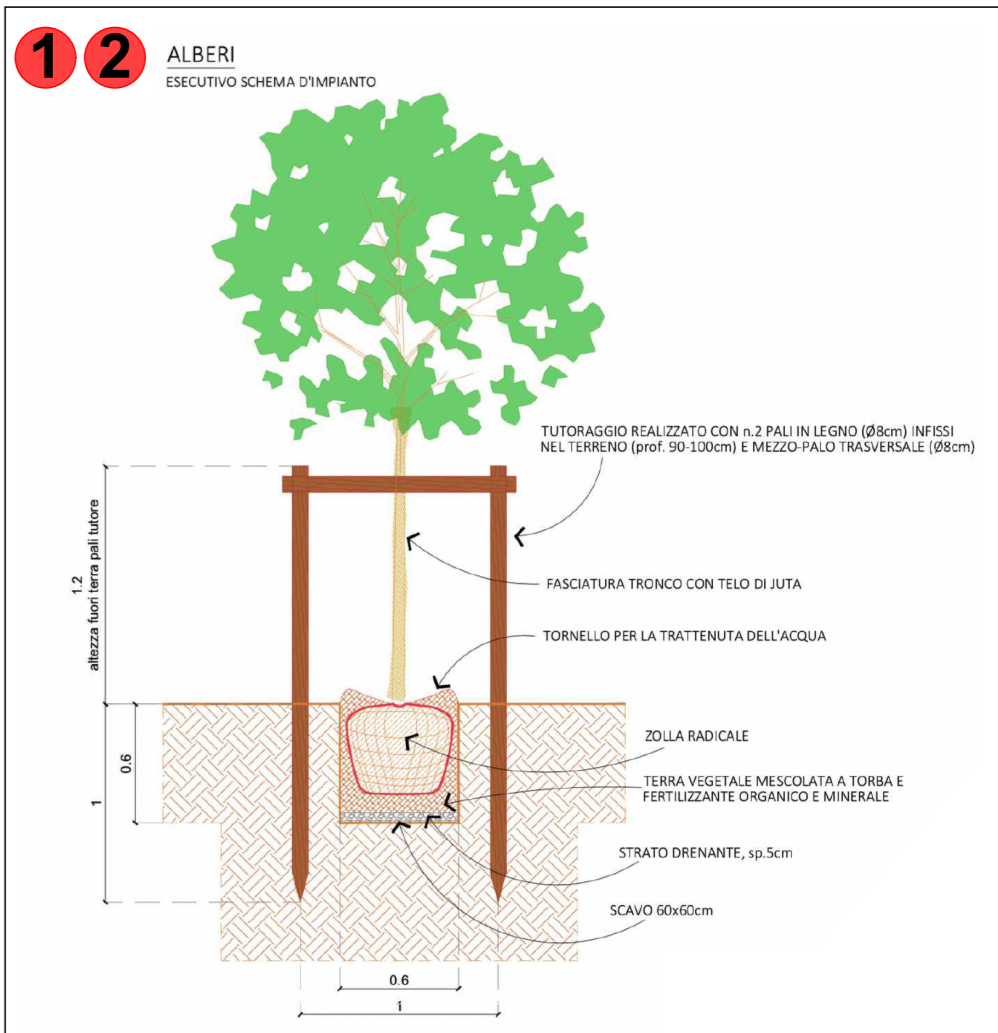 1 2
ALBERI
ESECUTIVO SCHEMA D'IMPIANTO
TUTORAGGIO REALIZZATO CON n.2 PALI IN LEGNO (Ø8cm) INFISSI
NEL TERRENO (prof. 90-100cm) E MEZZO-PALO TRASVERSALE (Ø8cm)
1.2
altezza fuori terra pali tutore
FASCIATURA TRONCO CON TELO DI JUTA
TORNELLO PER LA TRATTENUTA DELL'ACQUA
ZOLLA RADICALE
0.6
1
TERRA VEGETALE MESCOLATA A TORBA E
FERTILIZZANTE ORGANICO E MINERALE
STRATO DRENANTE, sp.5cm
SCAVO 60x60cm
0.6
1